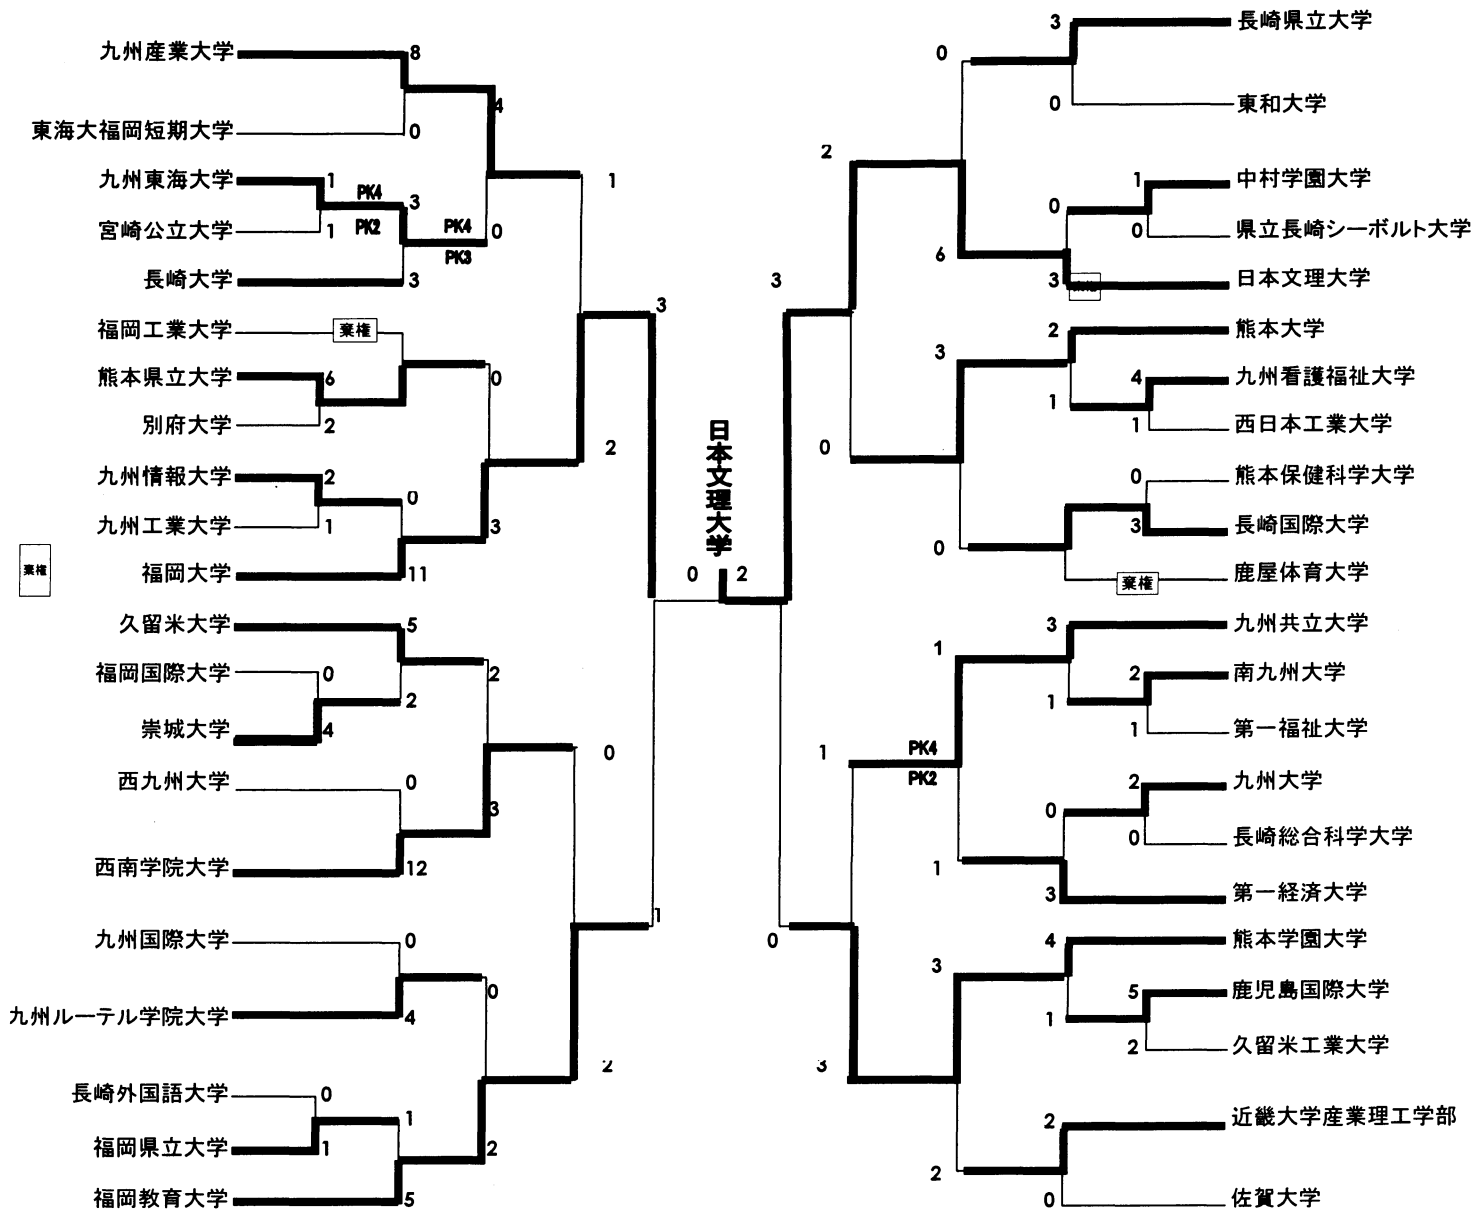 九州産業大学
8
4
東海大福岡短期大学
0
九州東海大学
1
PK4
3
宮崎公立大学
1
PK2
PK4
0
PK3
長崎大学
3
1
福岡工業大学
棄権
熊本県立大学
6
0
別府大学
2
九州情報大学
2
0
九州工業大学
1
3
福岡大学
11
2
3
棄権
久留米大学
5
2
福岡国際大学
0
2
崇城大学
4
西九州大学
0
3
西南学院大学
12
0
九州国際大学
0
0
九州ルーテル学院大学
4
長崎外国語大学
0
1
福岡県立大学
1
2
福岡教育大学
5
2
1
日本文理大学
0
2
長崎県立大学
3
0
東和大学
0
2
中村学園大学
1
0
県立長崎シーボルト大学
0
6
日本文理大学
3
3
熊本大学
2
3
九州看護福祉大学
4
1
西日本工業大学
1
0
熊本保健科学大学
0
長崎国際大学
3
0
鹿屋体育大学
棄権
九州共立大学
3
1
南九州大学
2
1
第一福祉大学
1
1
PK4
PK2
九州大学
2
0
長崎総合科学大学
0
1
第一経済大学
3
0
熊本学園大学
4
3
鹿児島国際大学
5
1
久留米工業大学
2
3
近畿大学産業理工学部
2
2
佐賀大学
0